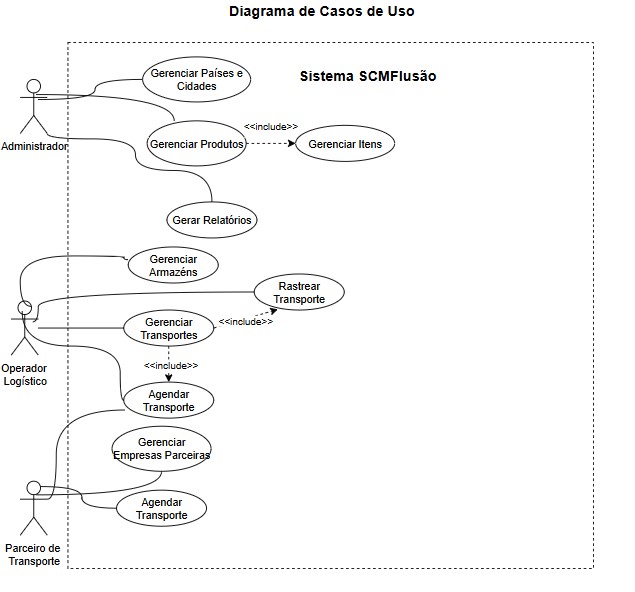 Diagrama de Casos de Uso
Sistema SCMFlusão
Gerenciar Países e
Cidades
Administrador
<<include>>
Gerenciar Produtos
Gerenciar Itens
Gerar Relatórios
Gerenciar
Armazéns
Rastrear
Transporte
Gerenciar
Transportes
<<include>>
<<include>>
Operador
Logístico
Agendar
Transporte
Gerenciar
Empresas Parceiras
Agendar
Transporte
Parceiro de
Transporte